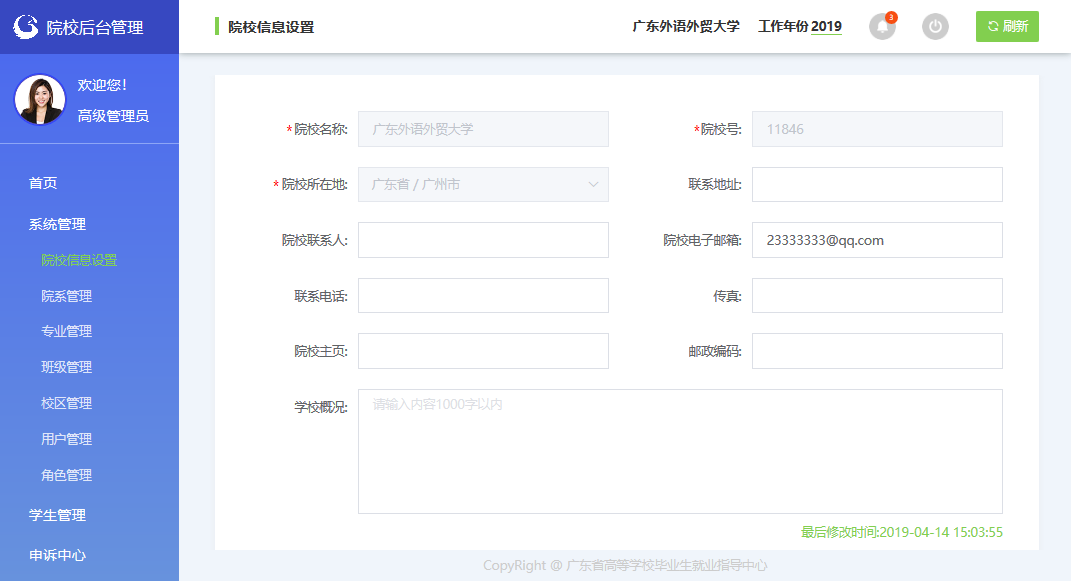 院校后台管理
院校信息设置
广东外语外贸大学 工作年份 2019
3
刷新
欢迎您!
高级管理员
首页
系统管理
院校信息设置
院系管理
专业管理
班级管理
校区管理
用户管理
角色管理
学生管理
申诉中心
*院校名称: 广东外语外贸大学
*院校号: 11846
*院校所在地: 广东省 / 广州市
联系地址:
院校联系人:
院校电子邮箱: 23333333@qq.com
联系电话:
传真:
院校主页:
邮政编码:
学校概况: 请输入内容1000字以内
最后修改时间:2019-04-14 15:03:55
CopyRight @ 广东省高等学校毕业生就业指导中心